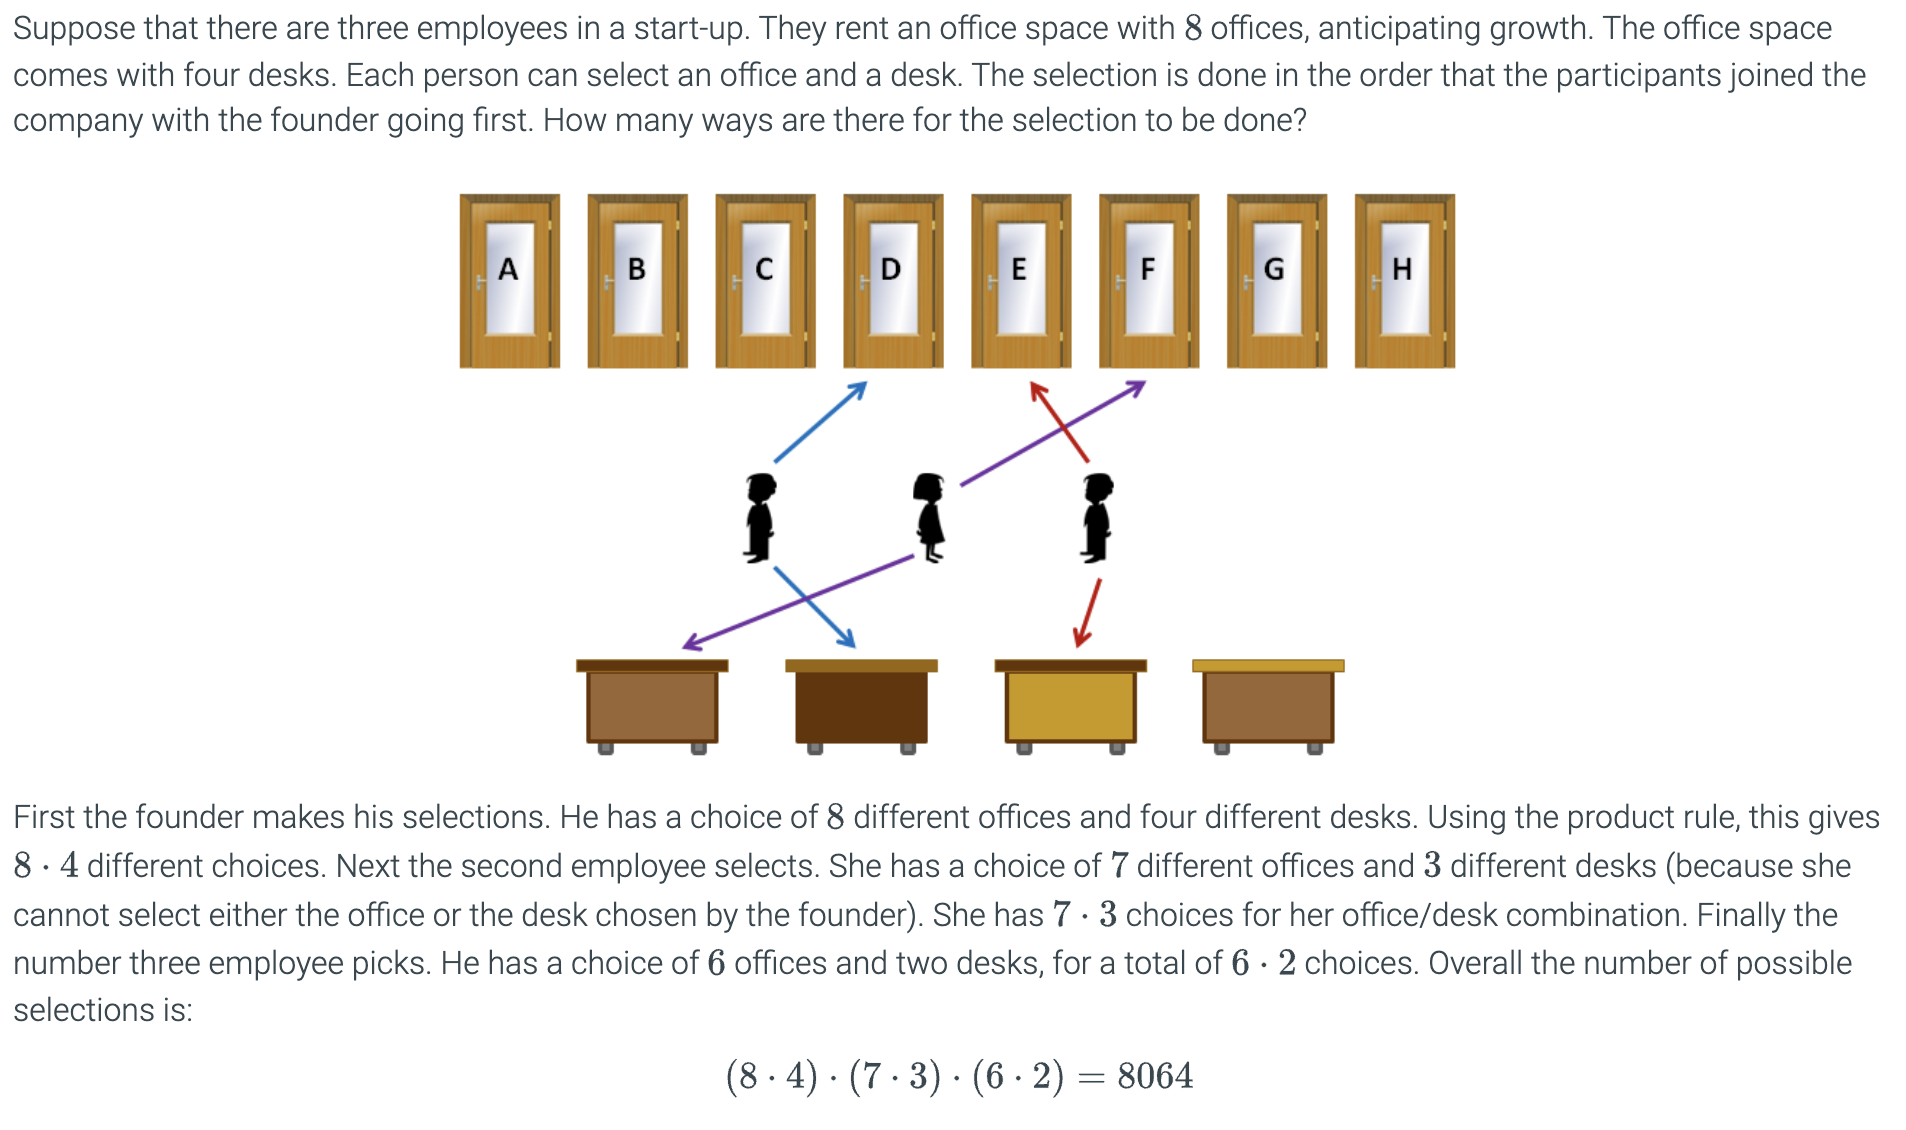 Suppose that there are three employees in a start-up. They rent an office space with 8 offices, anticipating growth. The office space
comes with four desks. Each person can select an office and a desk. The selection is done in the order that the participants joined the
company with the founder going first. How many ways are there for the selection to be done?
A B C D E F G H
First the founder makes his selections. He has a choice of 8 different offices and four different desks. Using the product rule, this gives
8 · 4 different choices. Next the second employee selects. She has a choice of 7 different offices and 3 different desks (because she
cannot select either the office or the desk chosen by the founder). She has 7 · 3 choices for her office/desk combination. Finally the
number three employee picks. He has a choice of 6 offices and two desks, for a total of 6 · 2 choices. Overall the number of possible
selections is:
(8 · 4) · (7 · 3) · (6 · 2) = 8064